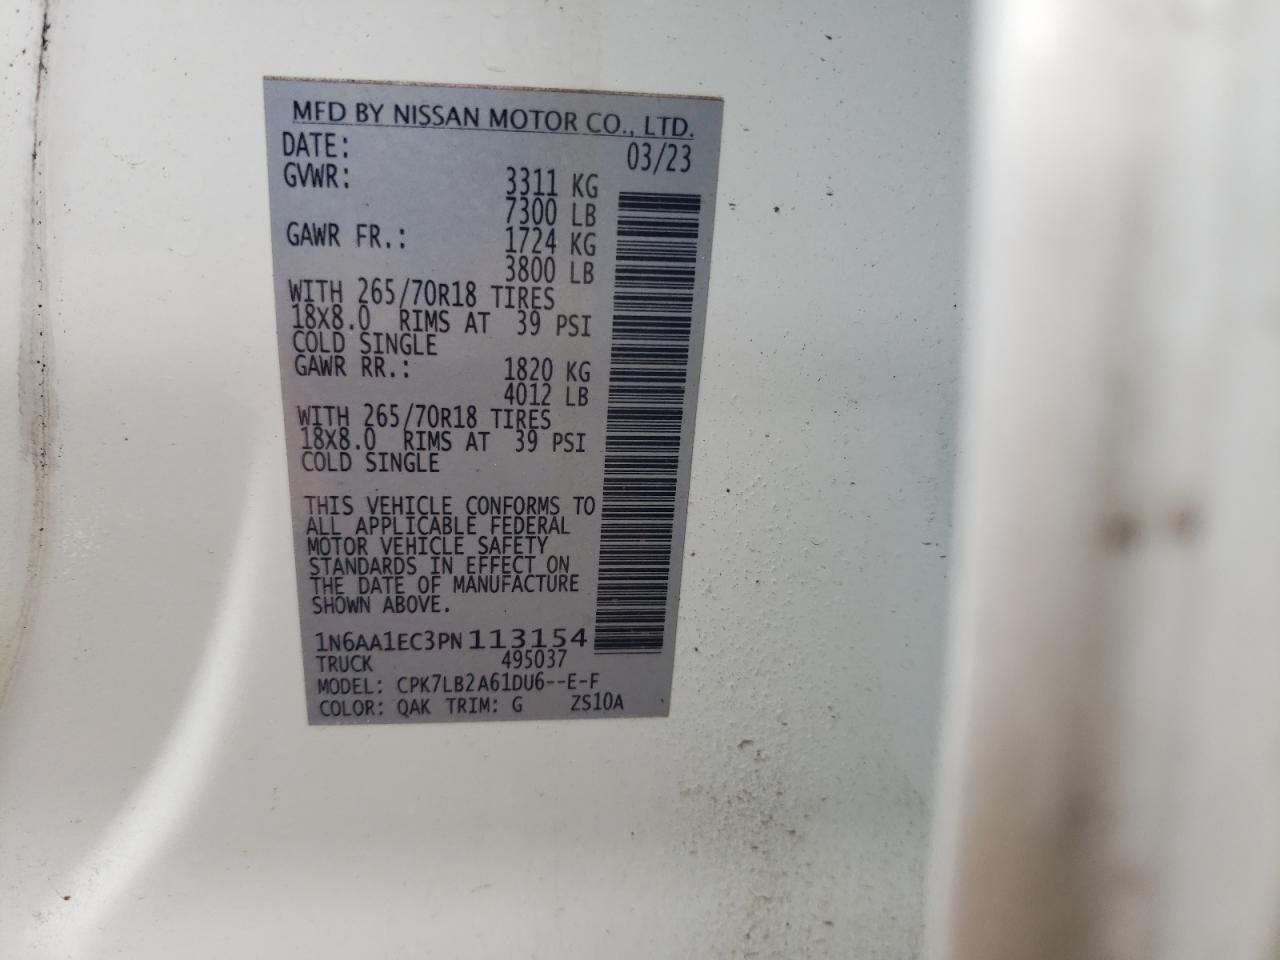 MFD BY NISSAN MOTOR CO., LTD.
DATE: 03/23
GVWR: 3311 KG
7300 LB
GAWR FR.: 1724 KG
3800 LB
WITH 265/70R18 TIRES
18X8.0 RIMS AT 39 PSI
COLD SINGLE
GAWR RR.: 1820 KG
4012 LB
WITH 265/70R18 TIRES
18X8.0 RIMS AT 39 PSI
COLD SINGLE
THIS VEHICLE CONFORMS TO
ALL APPLICABLE FEDERAL
MOTOR VEHICLE SAFETY
STANDARDS IN EFFECT ON
THE DATE OF MANUFACTURE
SHOWN ABOVE.
1N6AA1EC3PN113154
TRUCK 495037
MODEL: CPK7LB2A61DU6--E-F
COLOR: QAK TRIM: G ZS10A